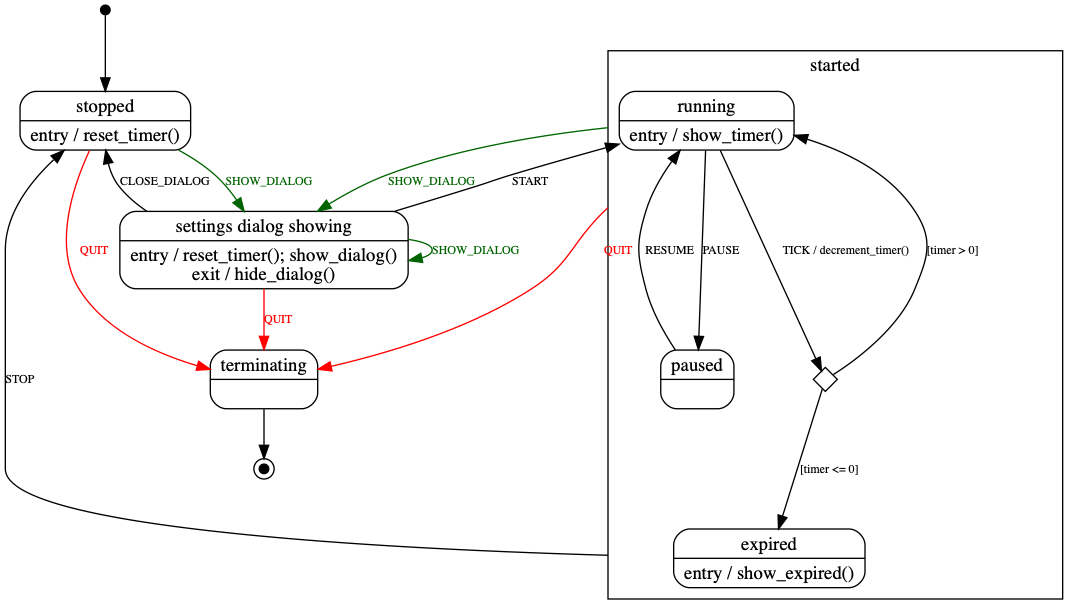 started
stopped
entry / reset_timer()
running
entry / show_timer()
CLOSE_DIALOG
SHOW_DIALOG
SHOW_DIALOG
START
settings dialog showing
entry / reset_timer(); show_dialog()
exit / hide_dialog()
SHOW_DIALOG
QUIT
QUIT
RESUME
PAUSE
TICK / decrement_timer()
[timer > 0]
QUIT
terminating
paused
STOP
[timer <= 0]
expired
entry / show_expired()